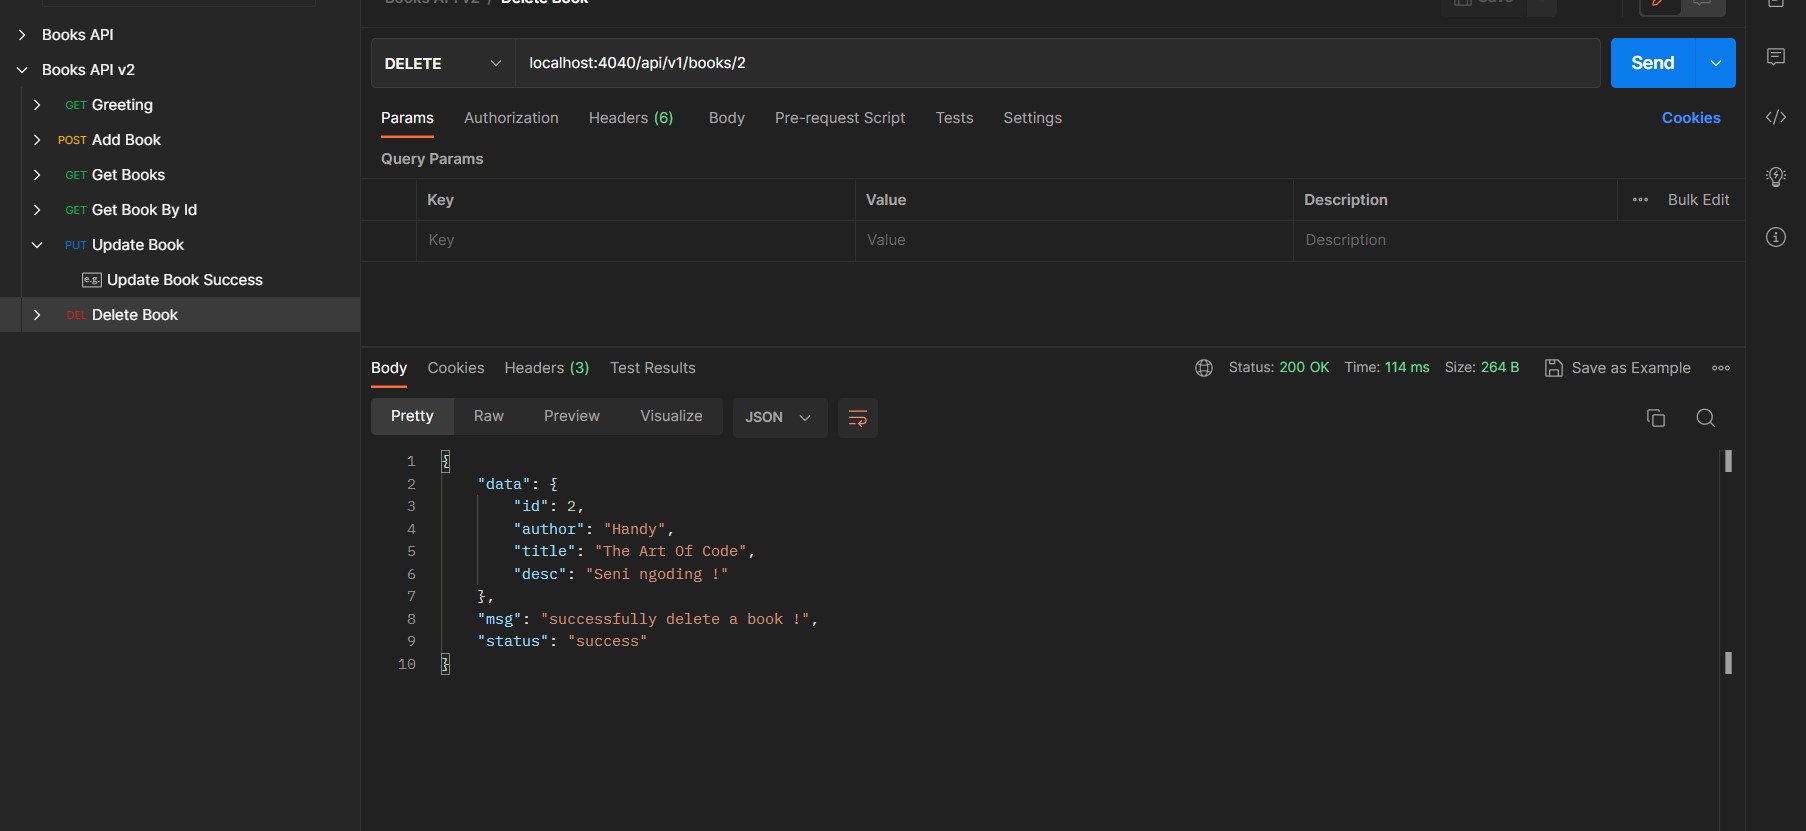 Books API v2 / Delete Book
Save
Books API
Books API v2
GET Greeting
POST Add Book
GET Get Books
GET Get Book By Id
PUT Update Book
e.g. Update Book Success
DEL Delete Book
DELETE
localhost:4040/api/v1/books/2
Send
Params Authorization Headers (6) Body Pre-request Script Tests Settings Cookies
Query Params
Key Value Description ••• Bulk Edit
Key Value Description
Body Cookies Headers (3) Test Results Status: 200 OK Time: 114 ms Size: 264 B Save as Example
Pretty Raw Preview Visualize JSON
1 {
2 "data": {
3 "id": 2,
4 "author": "Handy",
5 "title": "The Art Of Code",
6 "desc": "Seni ngoding !"
7 },
8 "msg": "successfully delete a book !",
9 "status": "success"
10 }